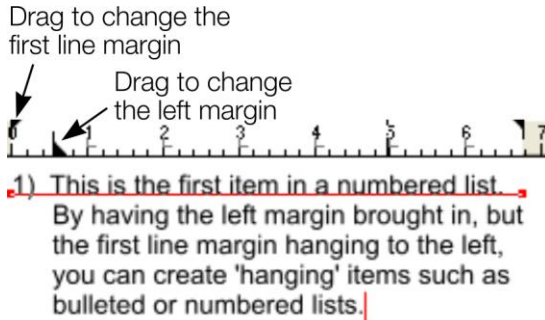 Drag to change the
first line margin
Drag to change
the left margin
0 1 2 3 4 5 6 7
1) This is the first item in a numbered list.
By having the left margin brought in, but
the first line margin hanging to the left,
you can create 'hanging' items such as
bulleted or numbered lists.